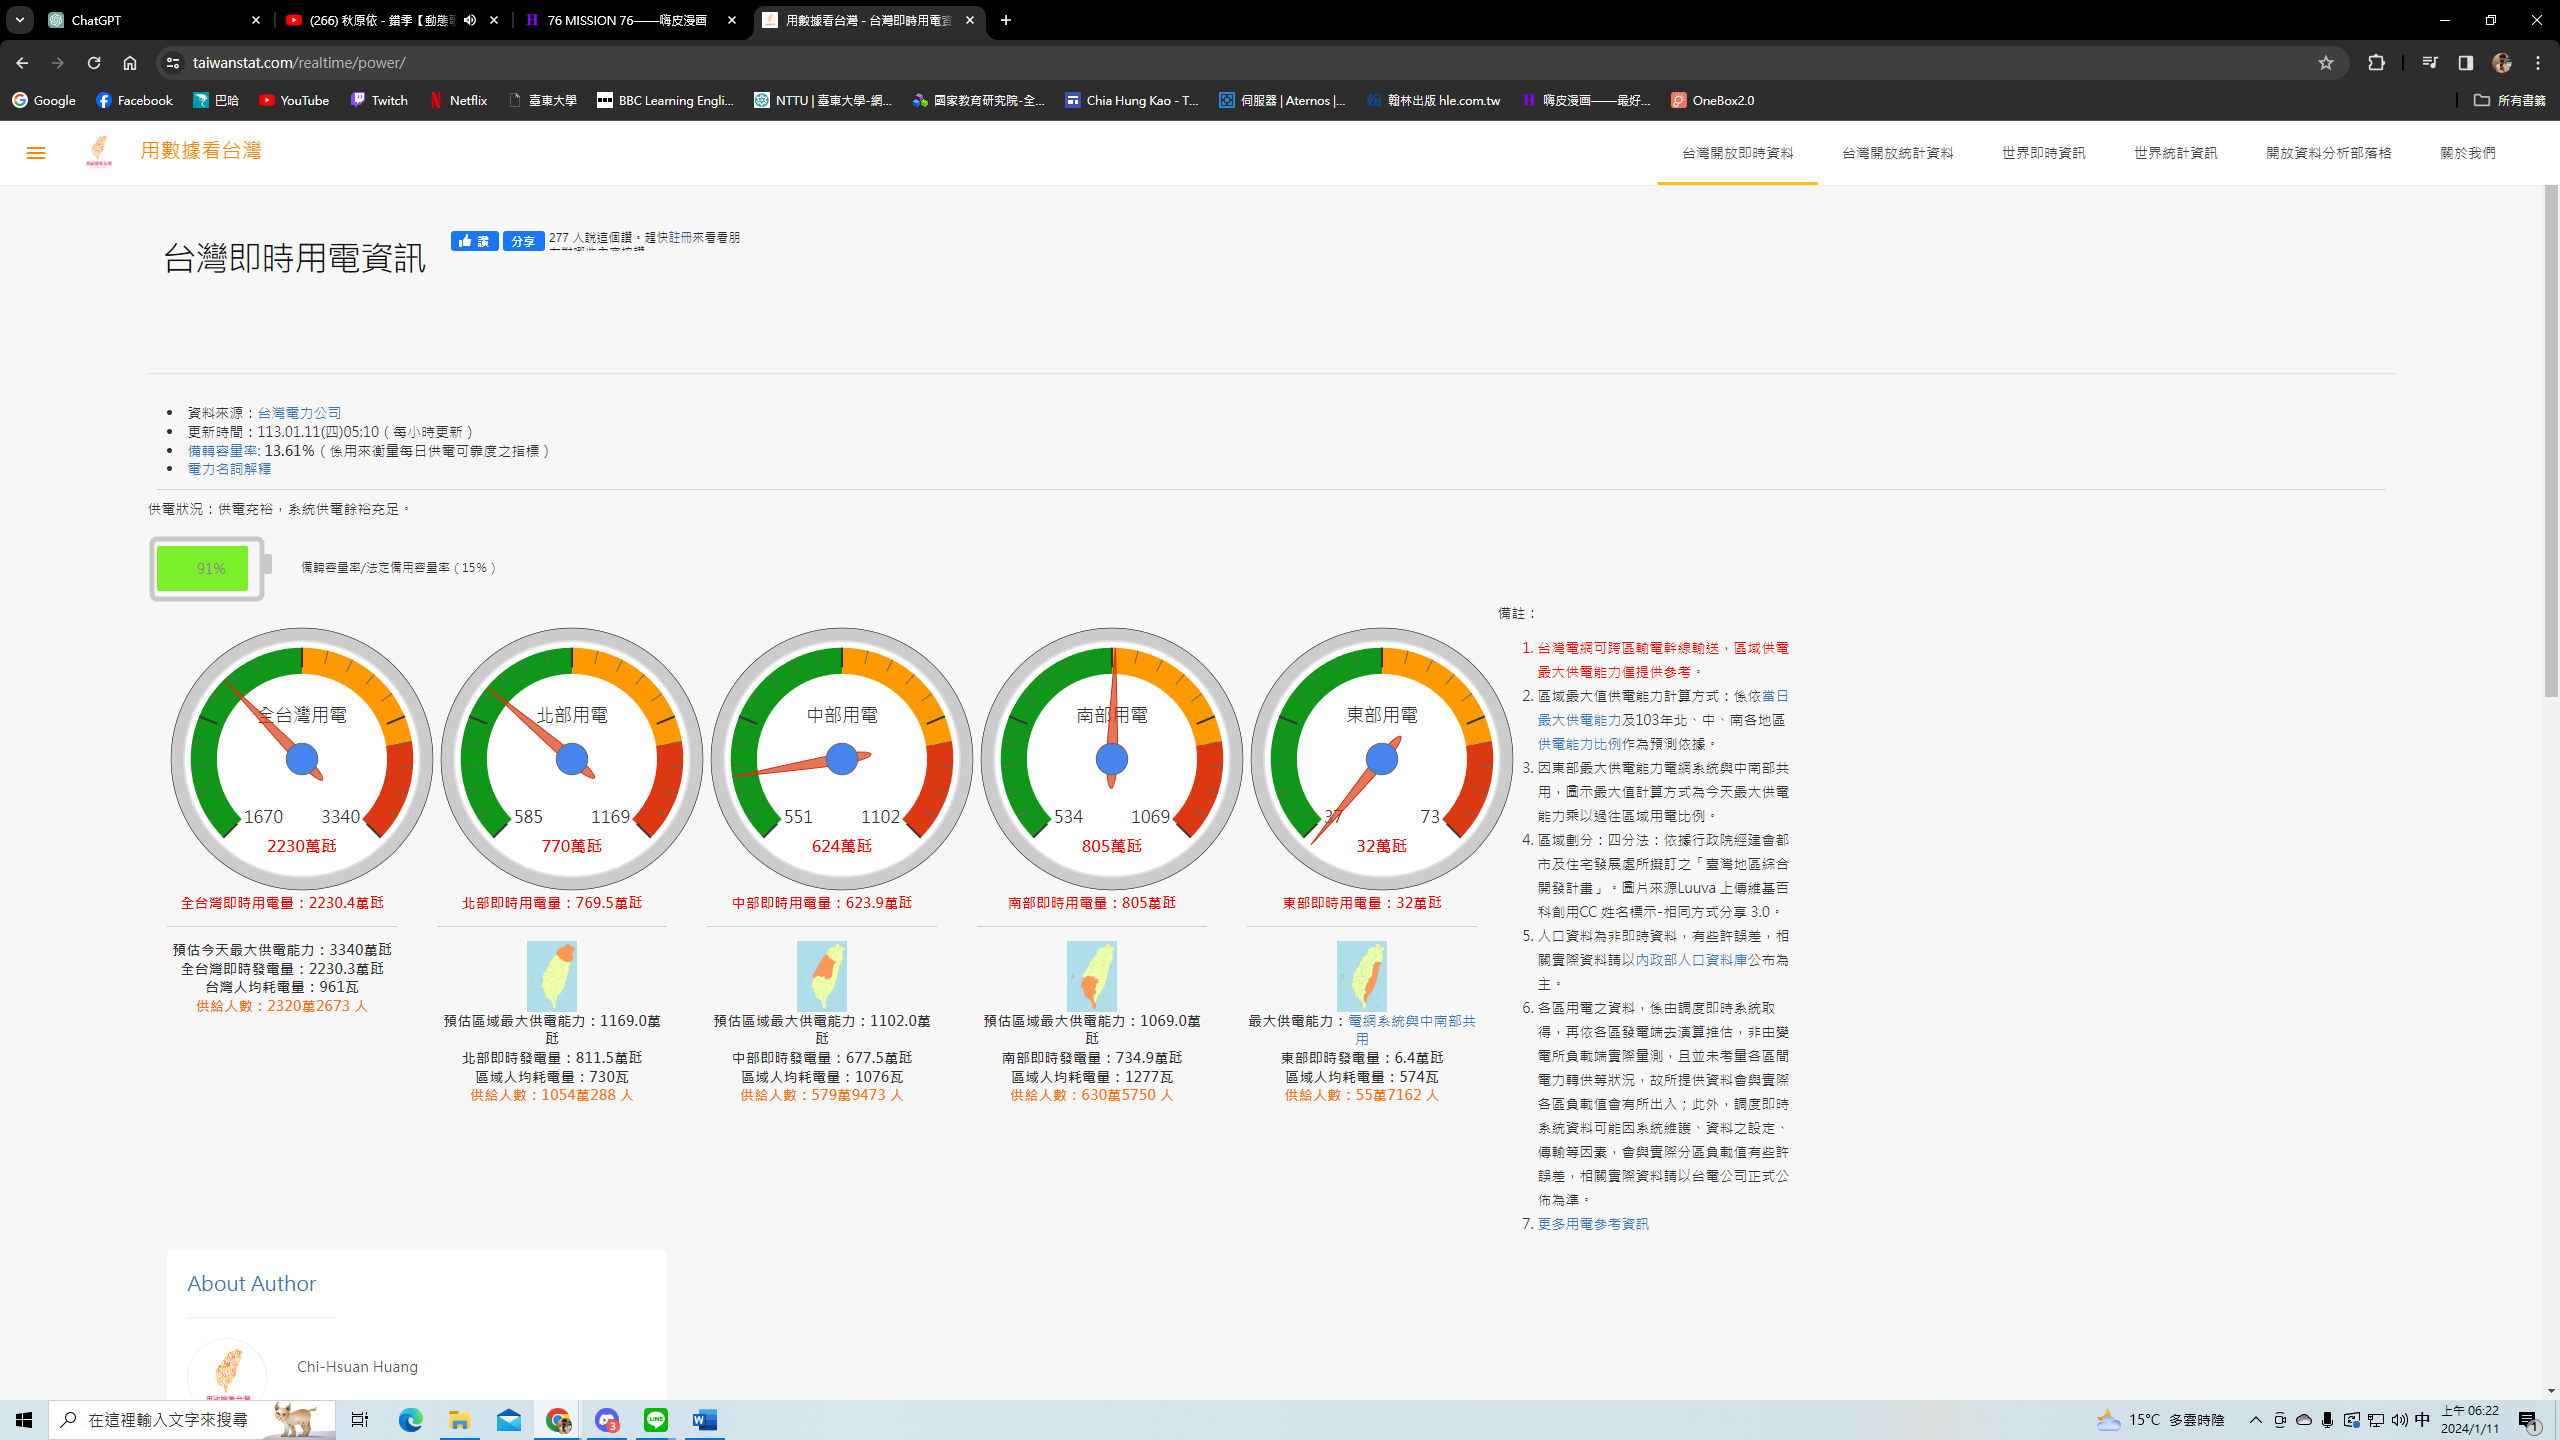 ChatGPT
(266) 秋原依 - 錯季【動態
76 MISSION 76——嗨皮漫画
用數據看台灣 - 台灣即時用電資
taiwanstat.com/realtime/power/
Google Facebook 巴哈 YouTube Twitch Netflix 臺東大學 BBC Learning Engli... NTTU | 臺東大學-網... 國家教育研究院-全... Chia Hung Kao - T... 伺服器 | Aternos |... 翰林出版 hle.com.tw 嗨皮漫画——最好... OneBox2.0 所有書籤
用數據看台灣
台灣開放即時資料 台灣開放統計資料 世界即時資訊 世界統計資訊 開放資料分析部落格 關於我們
台灣即時用電資訊
讚 分享 277 人說這個讚。趕快註冊來看看朋
資料來源：台灣電力公司
更新時間：113.01.11(四)05:10 ( 每小時更新 )
備轉容量率: 13.61% ( 係用來衡量每日供電可靠度之指標 )
電力名詞解釋
供電狀況：供電充裕，系統供電餘裕充足。
91%
備轉容量率/法定備用容量率 ( 15% )
全台灣用電
1670 3340
2230萬瓩
全台灣即時用電量：2230.4萬瓩
預估今天最大供電能力：3340萬瓩
全台灣即時發電量：2230.3萬瓩
台灣人均耗電量：961瓦
供給人數：2320萬2673 人
北部用電
585 1169
770萬瓩
北部即時用電量：769.5萬瓩
預估區域最大供電能力：1169.0萬
瓩
北部即時發電量：811.5萬瓩
區域人均耗電量：730瓦
供給人數：1054萬288 人
中部用電
551 1102
624萬瓩
中部即時用電量：623.9萬瓩
預估區域最大供電能力：1102.0萬
瓩
中部即時發電量：677.5萬瓩
區域人均耗電量：1076瓦
供給人數：579萬9473 人
南部用電
534 1069
805萬瓩
南部即時用電量：805萬瓩
預估區域最大供電能力：1069.0萬
瓩
南部即時發電量：734.9萬瓩
區域人均耗電量：1277瓦
供給人數：630萬5750 人
東部用電
37 73
32萬瓩
東部即時用電量：32萬瓩
最大供電能力：電網系統與中南部共
用
東部即時發電量：6.4萬瓩
區域人均耗電量：574瓦
供給人數：55萬7162 人
備註：
1. 台灣電網可跨區輸電幹線輸送，區域供電
最大供電能力僅提供參考。
2. 區域最大值供電能力計算方式：係依當日
最大供電能力及103年北、中、南各地區
供電能力比例作為預測依據。
3. 因東部最大供電能力電網系統與中南部共
用，圖示最大值計算方式為今天最大供電
能力乘以過往區域用電比例。
4. 區域劃分：四分法：依據行政院經建會都
市及住宅發展處所擬訂之「臺灣地區綜合
開發計畫」。圖片來源Luuva 上傳維基百
科創用CC 姓名標示-相同方式分享 3.0。
5. 人口資料為非即時資料，有些許誤差，相
關實際資料請以內政部人口資料庫公布為
主。
6. 各區用電之資料，係由調度即時系統取
得，再依各區發電端去演算推估，非由變
電所負載端實際量測，且並未考量各區間
電力轉供等狀況，故所提供資料會與實際
各區負載值會有所出入；此外，調度即時
系統資料可能因系統維護、資料之設定、
傳輸等因素，會與實際分區負載值有些許
誤差，相關實際資料請以台電公司正式公
佈為準。
7. 更多用電參考資訊
About Author
Chi-Hsuan Huang
在這裡輸入文字來搜尋
3
15°C 多雲時陰
中
上午 06:22
2024/1/11
1